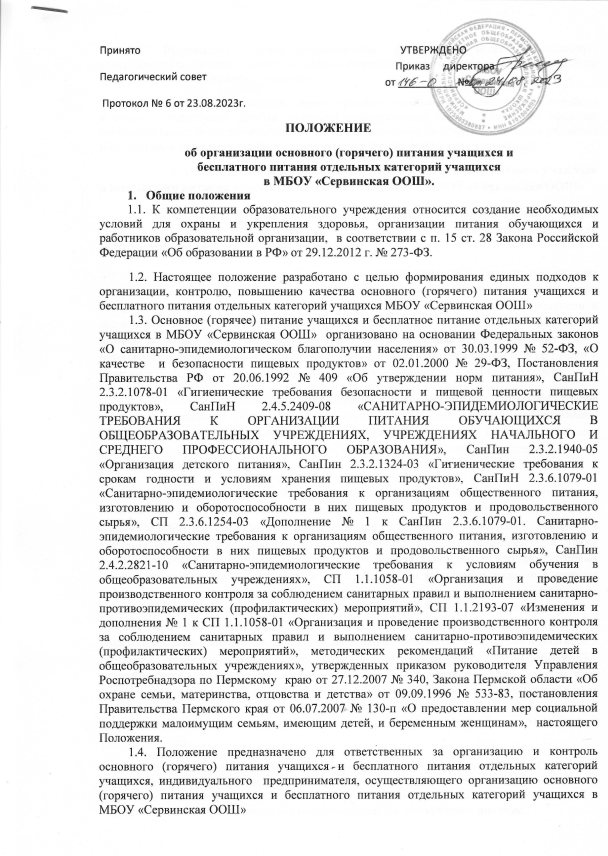 Принято УТВЕРЖДЕНО
Приказ директора
Педагогический совет от 146-о № от 24.08.2023
Протокол № 6 от 23.08.2023г.
ПОЛОЖЕНИЕ
об организации основного (горячего) питания учащихся и
бесплатного питания отдельных категорий учащихся
в МБОУ «Сервинская ООШ».
1. Общие положения
1.1. К компетенции образовательного учреждения относится создание необходимых
условий для охраны и укрепления здоровья, организации питания обучающихся и
работников образовательной организации, в соответствии с п. 15 ст. 28 Закона Российской
Федерации «Об образовании в РФ» от 29.12.2012 г. № 273-ФЗ.
1.2. Настоящее положение разработано с целью формирования единых подходов к
организации, контролю, повышению качества основного (горячего) питания учащихся и
бесплатного питания отдельных категорий учащихся МБОУ «Сервинская ООШ»
1.3. Основное (горячее) питание учащихся и бесплатное питание отдельных категорий
учащихся в МБОУ «Сервинская ООШ» организовано на основании Федеральных законов
«О санитарно-эпидемиологическом благополучии населения» от 30.03.1999 № 52-ФЗ, «О
качестве и безопасности пищевых продуктов» от 02.01.2000 № 29-ФЗ, Постановления
Правительства РФ от 20.06.1992 № 409 «Об утверждении норм питания», СанПиН
2.3.2.1078-01 «Гигиенические требования безопасности и пищевой ценности пищевых
продуктов», СанПиН 2.4.5.2409-08 «САНИТАРНО-ЭПИДЕМИОЛОГИЧЕСКИЕ
ТРЕБОВАНИЯ К ОРГАНИЗАЦИИ ПИТАНИЯ ОБУЧАЮЩИХСЯ В
ОБЩЕОБРАЗОВАТЕЛЬНЫХ УЧРЕЖДЕНИЯХ, УЧРЕЖДЕНИЯХ НАЧАЛЬНОГО И
СРЕДНЕГО ПРОФЕССИОНАЛЬНОГО ОБРАЗОВАНИЯ», СанПин 2.3.2.1940-05
«Организация детского питания», СанПин 2.3.2.1324-03 «Гигиенические требования к
срокам годности и условиям хранения пищевых продуктов», СанПиН 2.3.6.1079-01
«Санитарно-эпидемиологические требования к организациям общественного питания,
изготовлению и оборотоспособности в них пищевых продуктов и продовольственного
сырья», СП 2.3.6.1254-03 «Дополнение № 1 к СанПин 2.3.6.1079-01. Санитарно-
эпидемиологические требования к организациям общественного питания, изготовлению и
оборотоспособности в них пищевых продуктов и продовольственного сырья», СанПин
2.4.2.2821-10 «Санитарно-эпидемиологические требования к условиям обучения в
общеобразовательных учреждениях», СП 1.1.1058-01 «Организация и проведение
производственного контроля за соблюдением санитарных правил и выполнением санитарно-
противоэпидемических (профилактических) мероприятий», СП 1.1.2193-07 «Изменения и
дополнения № 1 к СП 1.1.1058-01 «Организация и проведение производственного контроля
за соблюдением санитарных правил и выполнением санитарно-противоэпидемических
(профилактических) мероприятий», методических рекомендаций «Питание детей в
общеобразовательных учреждениях», утвержденных приказом руководителя Управления
Роспотребнадзора по Пермскому краю от 27.12.2007 № 340, Закона Пермской области «Об
охране семьи, материнства, отцовства и детства» от 09.09.1996 № 533-83, постановления
Правительства Пермского края от 06.07.2007 № 130-п «О предоставлении мер социальной
поддержки малоимущим семьям, имеющим детей, и беременным женщинам», настоящего
Положения.
1.4. Положение предназначено для ответственных за организацию и контроль
основного (горячего) питания учащихся и бесплатного питания отдельных категорий
учащихся, индивидуального предпринимателя, осуществляющего организацию основного
(горячего) питания учащихся и бесплатного питания отдельных категорий учащихся в
МБОУ «Сервинская ООШ»